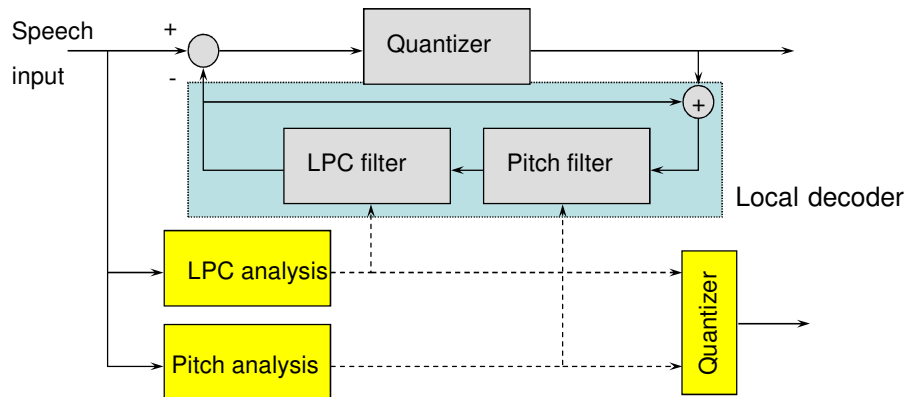 Speech
input
+
-
Quantizer
+
LPC filter
Pitch filter
Local decoder
LPC analysis
Pitch analysis
Quantizer